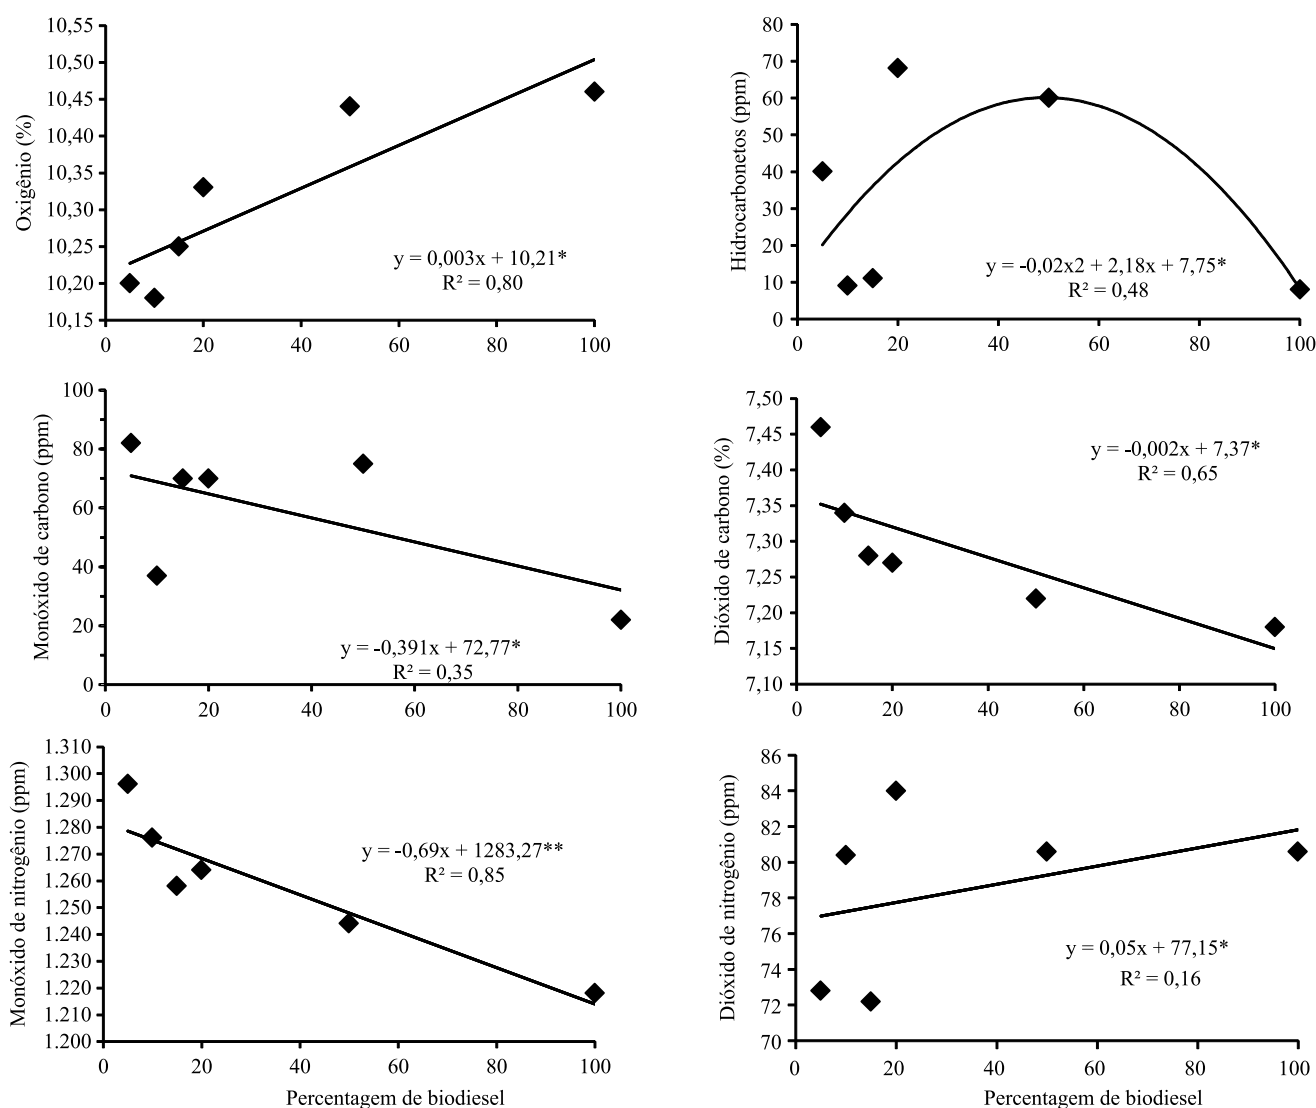 10,55
10,50
10,45
10,40
10,35
10,30
10,25
10,20
10,15
Oxigênio (%)
y = 0,003x + 10,21*
R² = 0,80
0 20 40 60 80 100
80
70
60
50
40
30
20
10
0
Hidrocarbonetos (ppm)
y = -0,02x2 + 2,18x + 7,75*
R² = 0,48
0 20 40 60 80 100
100
80
60
40
20
0
Monóxido de carbono (ppm)
y = -0,391x + 72,77*
R² = 0,35
0 20 40 60 80 100
7,50
7,45
7,40
7,35
7,30
7,25
7,20
7,15
7,10
Dióxido de carbono (%)
y = -0,002x + 7,37*
R² = 0,65
0 20 40 60 80 100
1.310
1.300
1.290
1.280
1.270
1.260
1.250
1.240
1.230
1.220
1.210
1.200
Monóxido de nitrogênio (ppm)
y = -0,69x + 1283,27**
R² = 0,85
0 20 40 60 80 100
Percentagem de biodiesel
86
84
82
80
78
76
74
72
70
Dióxido de nitrogênio (ppm)
y = 0,05x + 77,15*
R² = 0,16
0 20 40 60 80 100
Percentagem de biodiesel